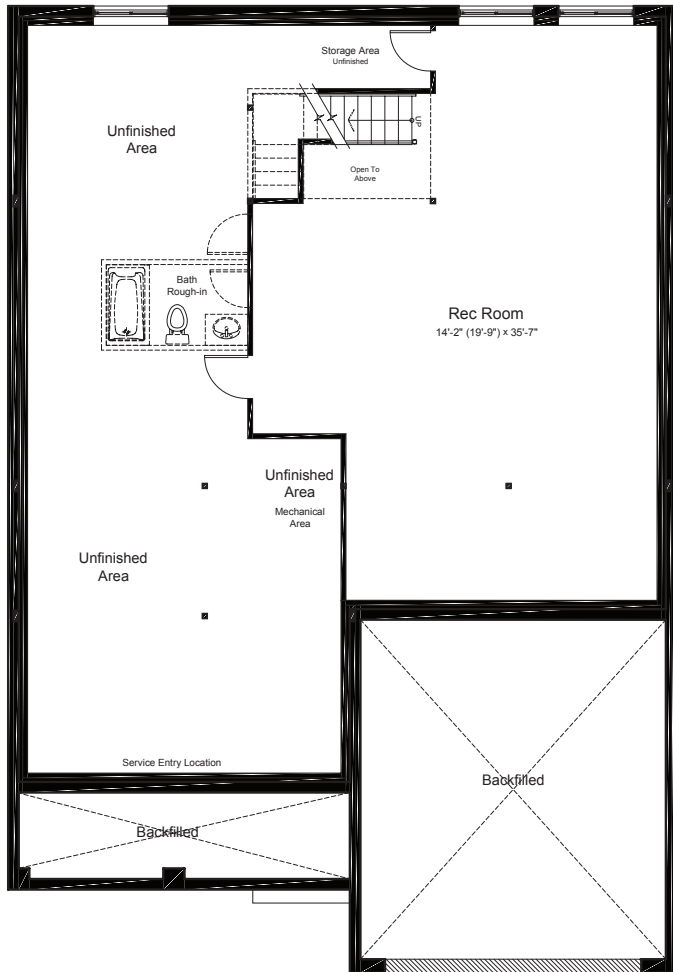 Storage Area
Unfinished
Unfinished
Area
UP
Open To
Above
Bath
Rough-in
Rec Room
14'-2" (19'-9") x 35'-7"
Unfinished
Area
Mechanical
Area
Unfinished
Area
Service Entry Location
Backfilled
Backfilled